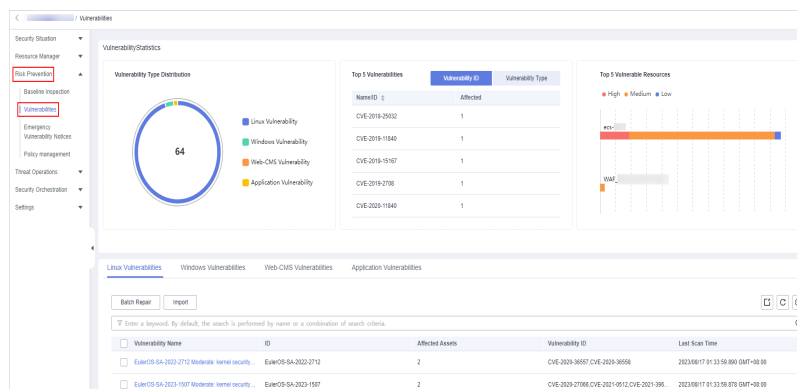 / Vulnerabilities
Security Situation
Resource Manager
Risk Prevention
Baseline Inspection
Vulnerabilities
Emergency
Vulnerability Notices
Policy management
Threat Operations
Security Orchestration
Settings
VulnerabilityStatistics
Vulnerability Type Distribution
64
Linux Vulnerability
Windows Vulnerability
Web-CMS Vulnerability
Application Vulnerability
Top 5 Vulnerabilities
Vulnerability ID Vulnerability Type
Name/ID Affected
CVE-2018-25032 1
CVE-2019-11840 1
CVE-2019-15167 1
CVE-2019-2708 1
CVE-2020-11840 1
Top 5 Vulnerable Resources
High Medium Low
ecs-
WAF_
Linux Vulnerabilities Windows Vulnerabilities Web-CMS Vulnerabilities Application Vulnerabilities
Batch Repair Import
Enter a keyword. By default, the search is performed by name or a combination of search criteria.
Vulnerability Name ID Affected Assets Vulnerability ID Last Scan Time
EulerOS-SA-2022-2712 Moderate: kernel security... EulerOS-SA-2022-2712 2 CVE-2020-36557,CVE-2020-36558 2023/08/17 01:33:59.890 GMT+08:00
EulerOS-SA-2023-1507 Moderate: kernel security... EulerOS-SA-2023-1507 2 CVE-2020-27068,CVE-2021-0512,CVE-2021-396... 2023/08/17 01:33:59.878 GMT+08:00